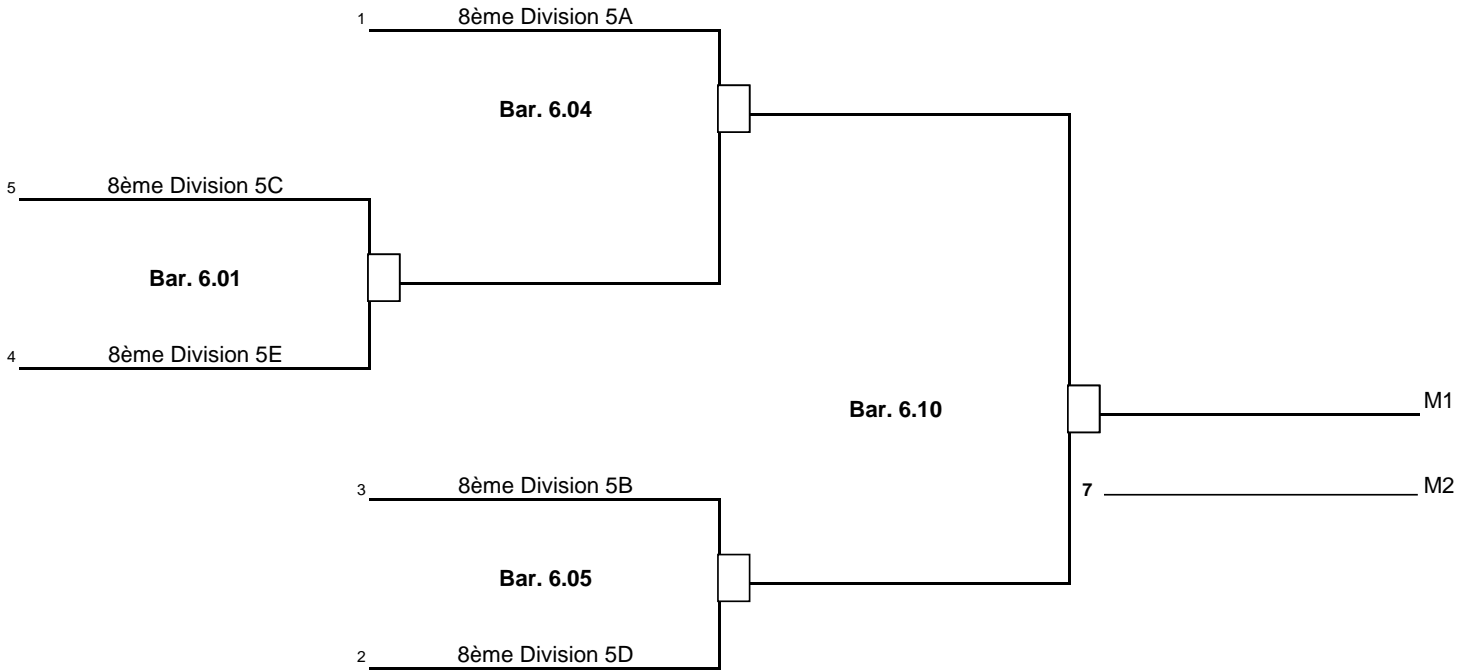 1 8ème Division 5A
Bar. 6.04
5 8ème Division 5C
Bar. 6.01
4 8ème Division 5E
M1
Bar. 6.10
3 8ème Division 5B
7 M2
Bar. 6.05
2 8ème Division 5D